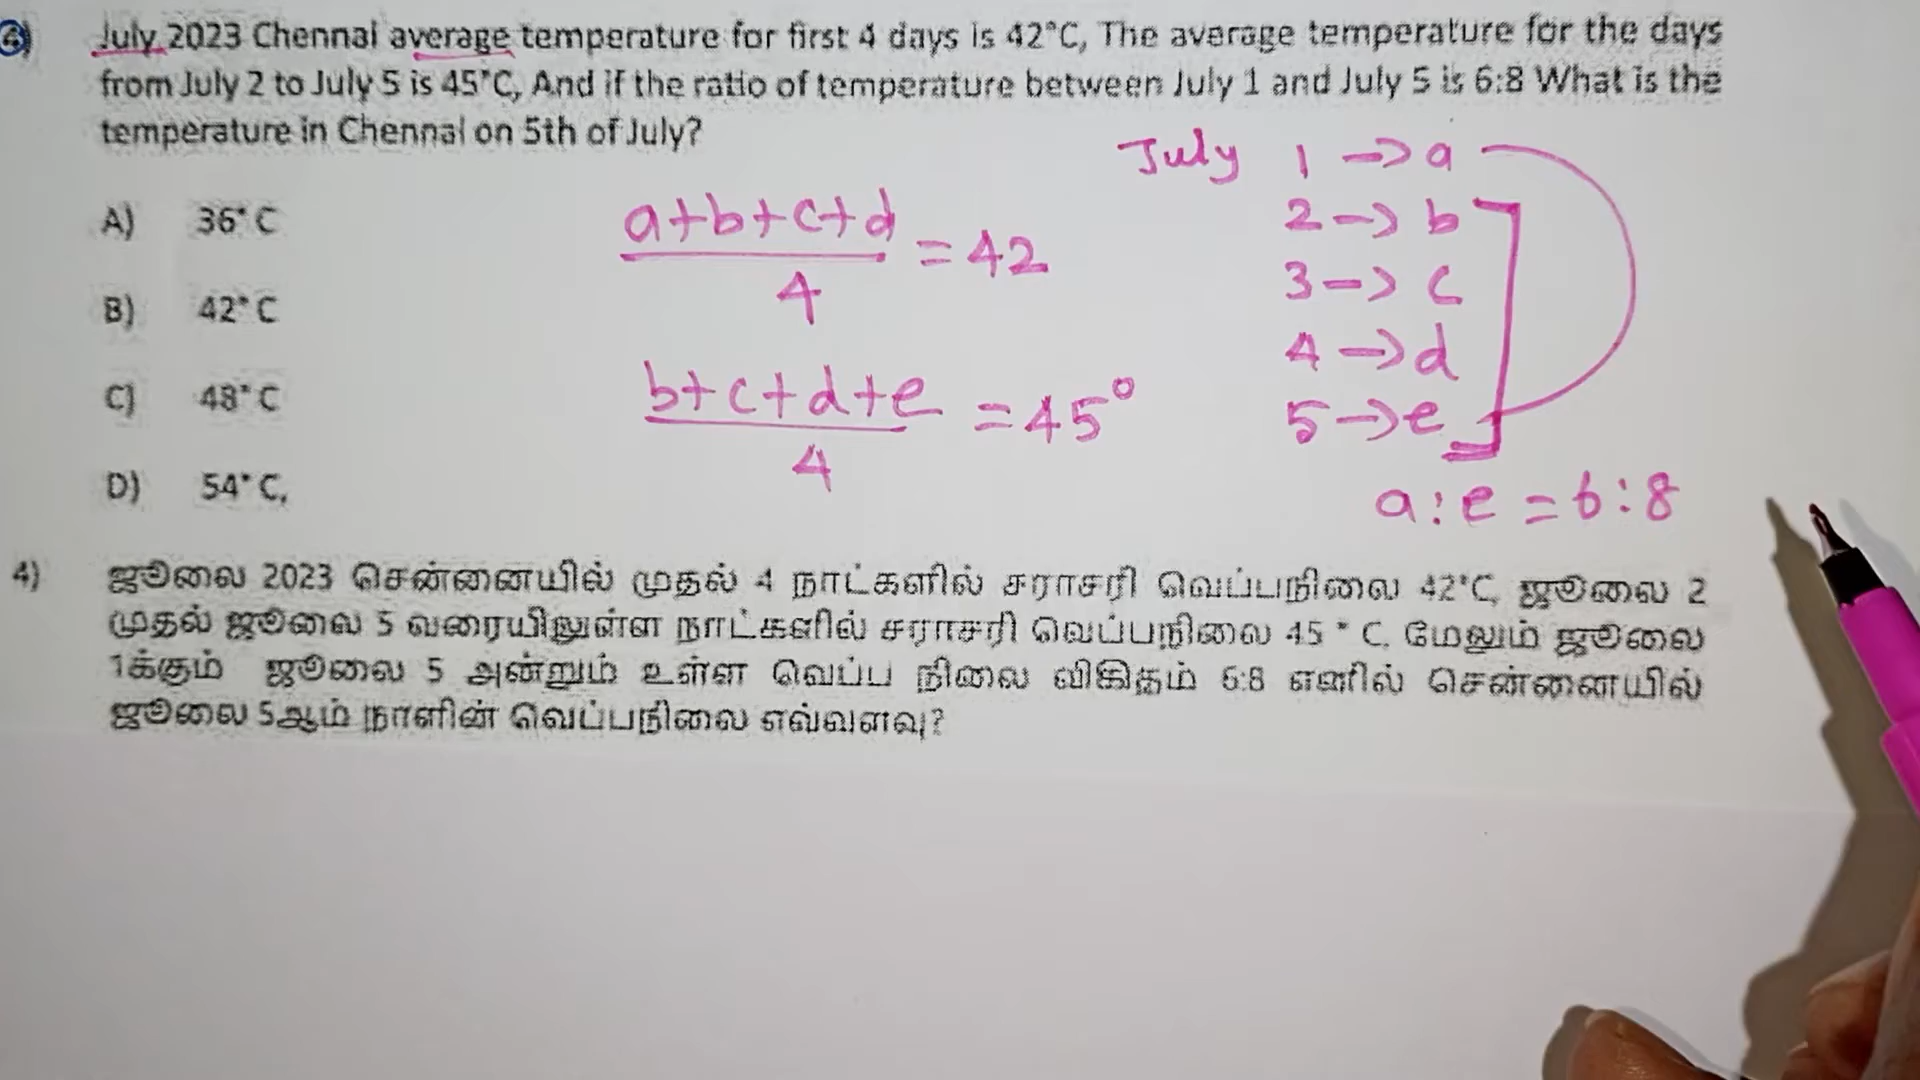 4) July 2023 Chennai average temperature for first 4 days is 42°C, The average temperature for the days
from July 2 to July 5 is 45°C, And if the ratio of temperature between July 1 and July 5 is 6:8 What is the
temperature in Chennai on 5th of July?
A) 36°C
B) 42°C
C) 48°C
D) 54°C,
a+b+c+d
4
= 42
b+c+d+e
4
= 45°
July 1 -> a
2 -> b
3 -> c
4 -> d
5 -> e
a : e = 6 : 8
4) ஜூலை 2023 சென்னையில் முதல் 4 நாட்களில் சராசரி வெப்பநிலை 42°C, ஜூலை 2
முதல் ஜூலை 5 வரையிலுள்ள நாட்களில் சராசரி வெப்பநிலை 45 ° C. மேலும் ஜூலை
1க்கும் ஜூலை 5 அன்றும் உள்ள வெப்ப நிலை விகிதம் 6:8 எனில் சென்னையில்
ஜூலை 5ஆம் நாளின் வெப்பநிலை எவ்வளவு?